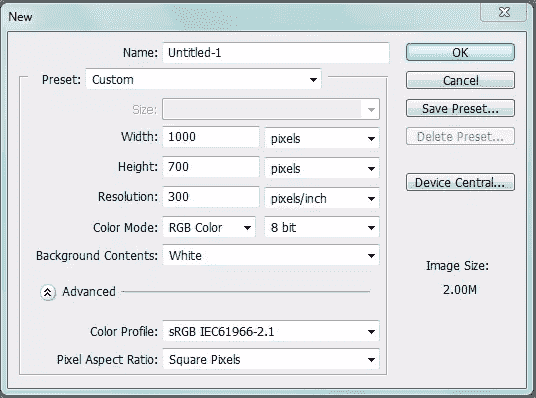 New
Name: Untitled-1 OK
Preset: Custom Cancel
Size: Save Preset...
Width: 1000 pixels Delete Preset...
Height: 700 pixels
Resolution: 300 pixels/inch Device Central...
Color Mode: RGB Color 8 bit
Background Contents: White Image Size:
Advanced 2.00M
Color Profile: sRGB IEC61966-2.1
Pixel Aspect Ratio: Square Pixels